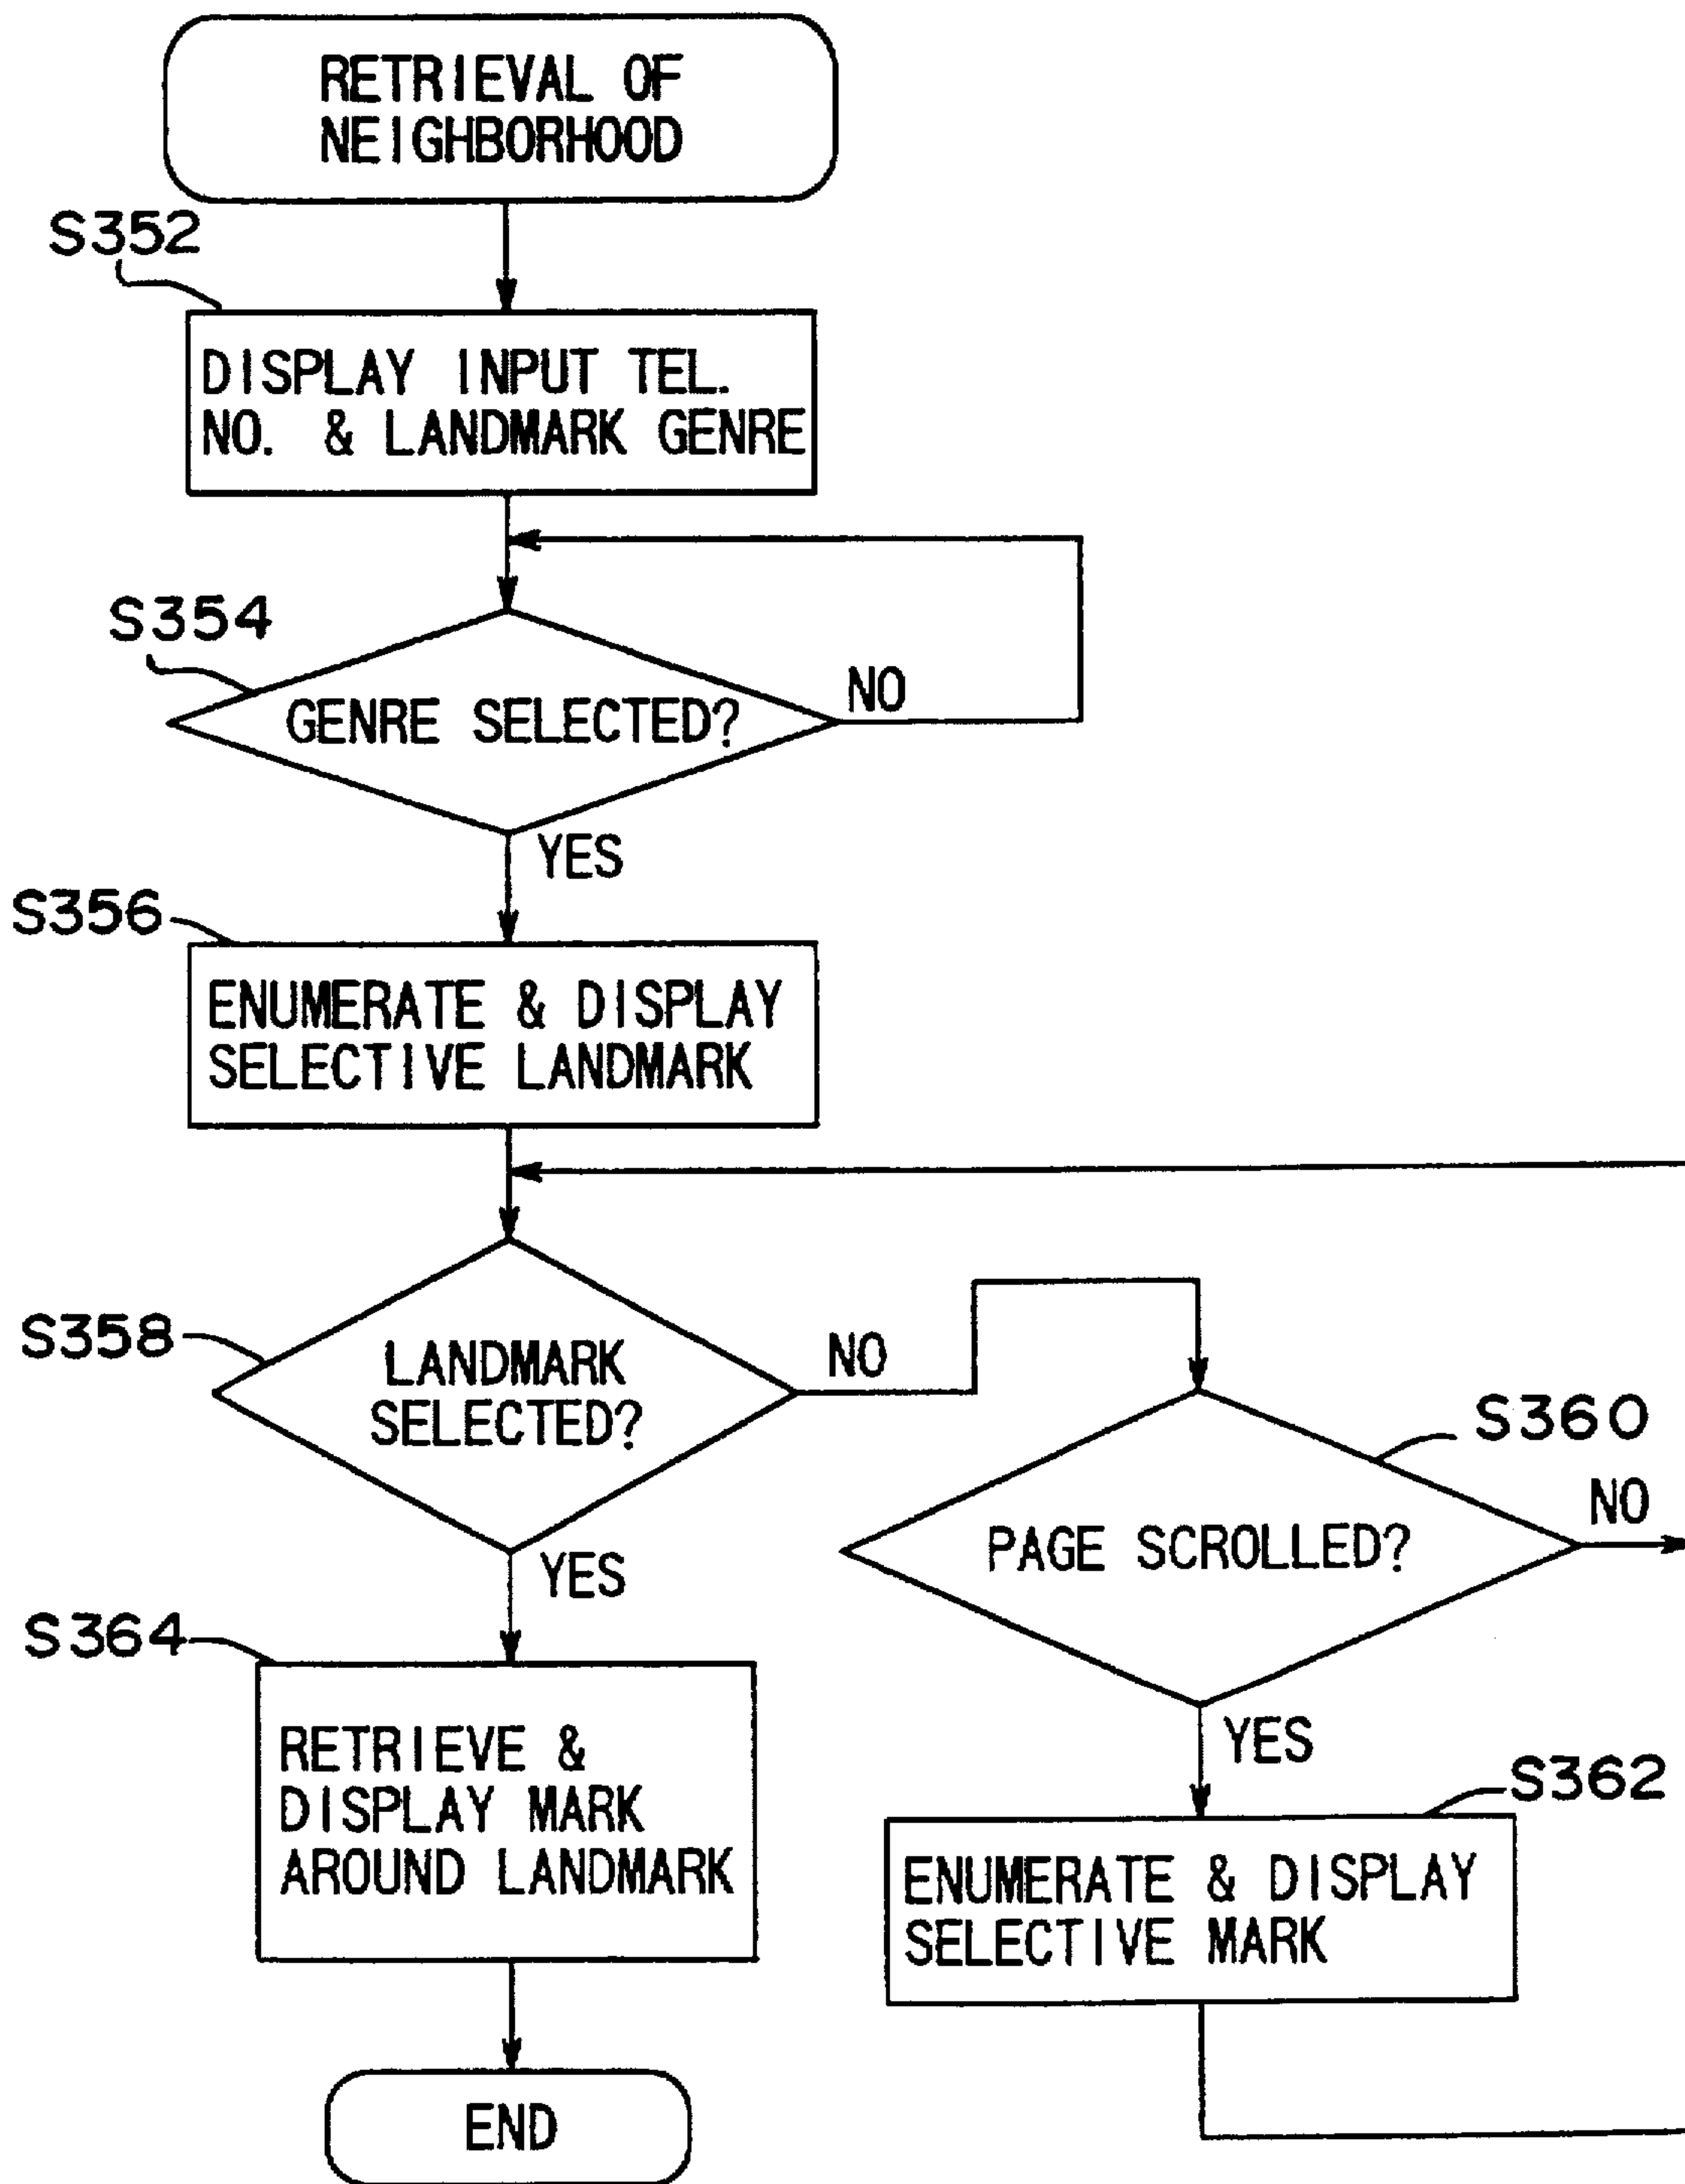 RETRIEVAL OF
NEIGHBORHOOD
S352
DISPLAY INPUT TEL.
NO. & LANDMARK GENRE
S354
GENRE SELECTED?
NO
YES
S356
ENUMERATE & DISPLAY
SELECTIVE LANDMARK
S358
LANDMARK
SELECTED?
NO
YES
S360
PAGE SCROLLED?
NO
YES
S364
RETRIEVE &
DISPLAY MARK
AROUND LANDMARK
S362
ENUMERATE & DISPLAY
SELECTIVE MARK
END